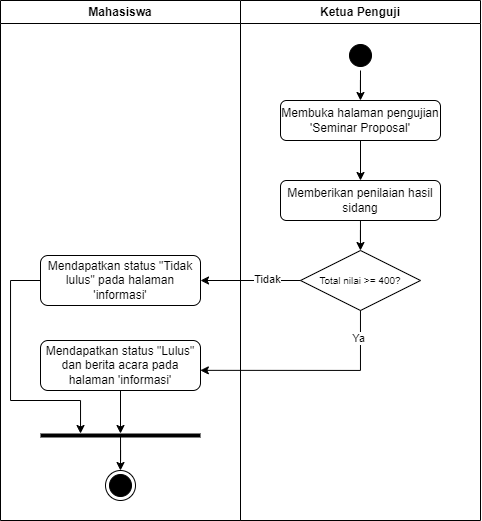 Mahasiswa
Ketua Penguji
Membuka halaman pengujian
'Seminar Proposal'
Memberikan penilaian hasil
sidang
Total nilai >= 400?
Tidak
Mendapatkan status "Tidak
lulus" pada halaman
'informasi'
Ya
Mendapatkan status "Lulus"
dan berita acara pada
halaman 'informasi'